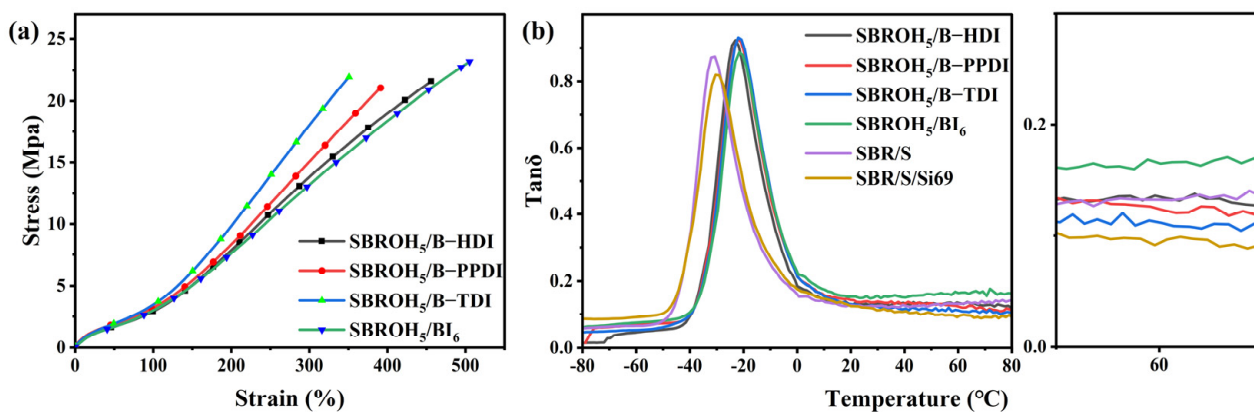 (a)
25
20
15
10
5
0
Stress (Mpa)
0 100 200 300 400 500
Strain (%)
SBROH₅/B−HDI
SBROH₅/B−PPDI
SBROH₅/B−TDI
SBROH₅/BI₆
(b)
1.0
0.8
0.6
0.4
0.2
0.0
Tanδ
-80 -60 -40 -20 0 20 40 60 80
Temperature (℃)
SBROH₅/B−HDI
SBROH₅/B−PPDI
SBROH₅/B−TDI
SBROH₅/BI₆
SBR/S
SBR/S/Si69
0.2
0.0
60